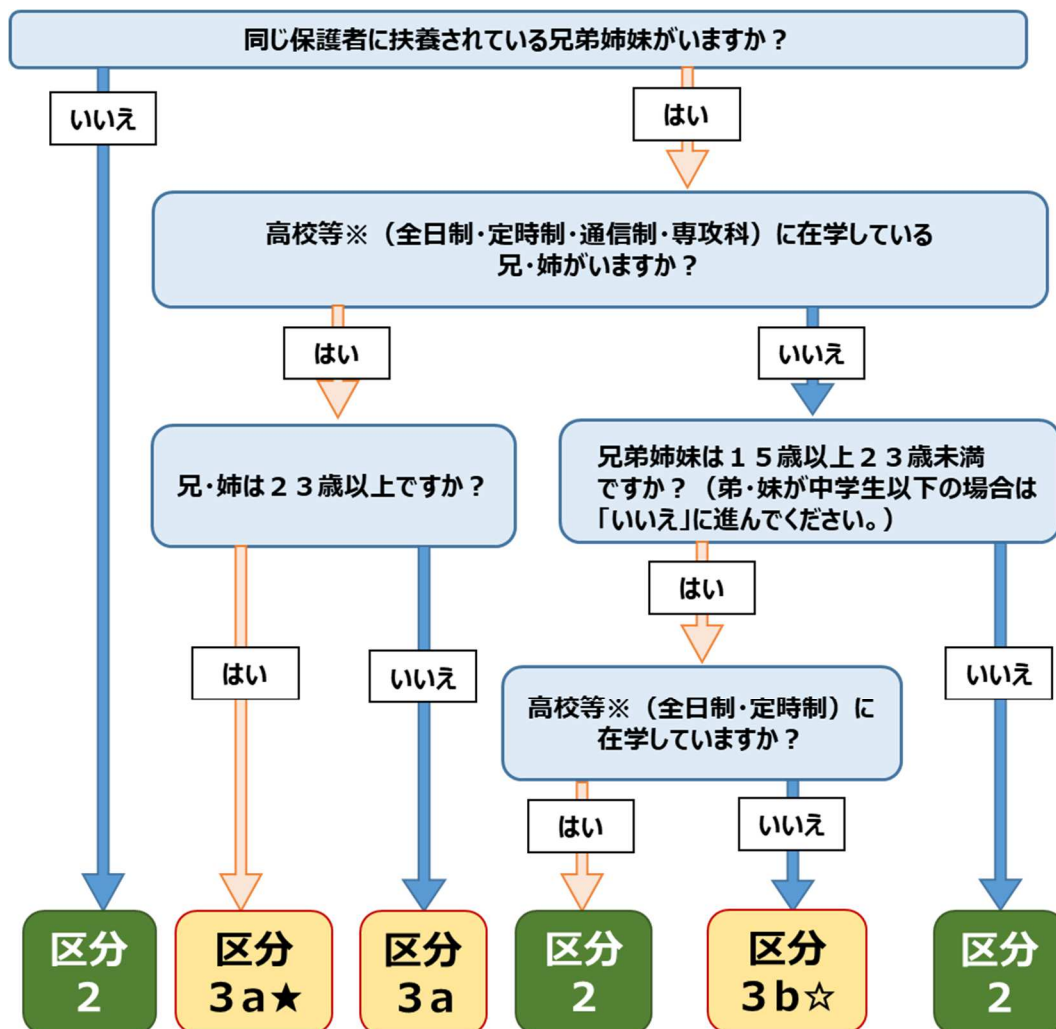 同じ保護者に扶養されている兄弟姉妹がいますか？
いいえ
はい
高校等※（全日制・定時制・通信制・専攻科）に在学している
兄・姉がいますか？
はい
いいえ
兄・姉は２３歳以上ですか？
兄弟姉妹は１５歳以上２３歳未満
ですか？（弟・妹が中学生以下の場合は
「いいえ」に進んでください。）
はい
はい
いいえ
いいえ
高校等※（全日制・定時制）に
在学していますか？
はい
いいえ
区分
２
区分
３a★
区分
３a
区分
２
区分
３b☆
区分
２